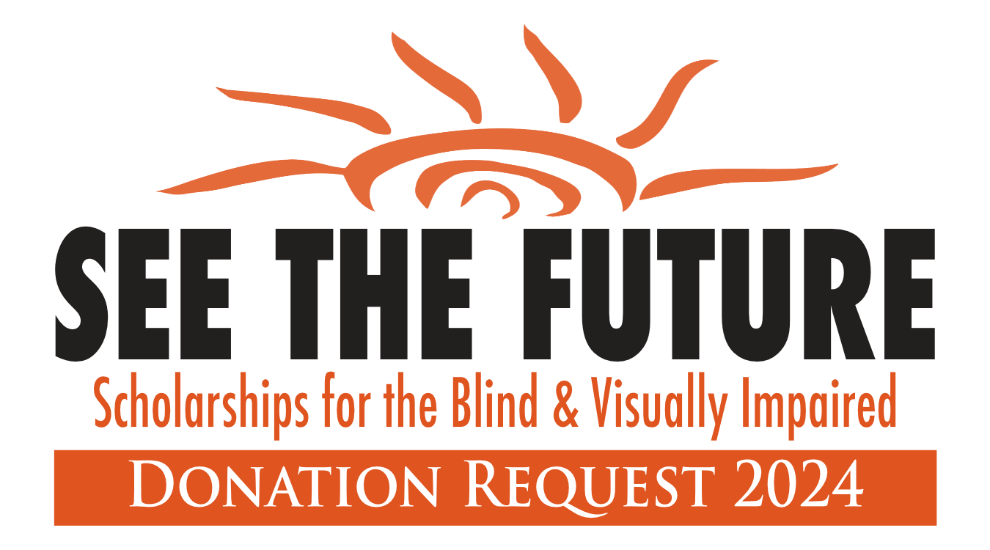 SEE THE FUTURE
Scholarships for the Blind & Visually Impaired
DONATION REQUEST 2024